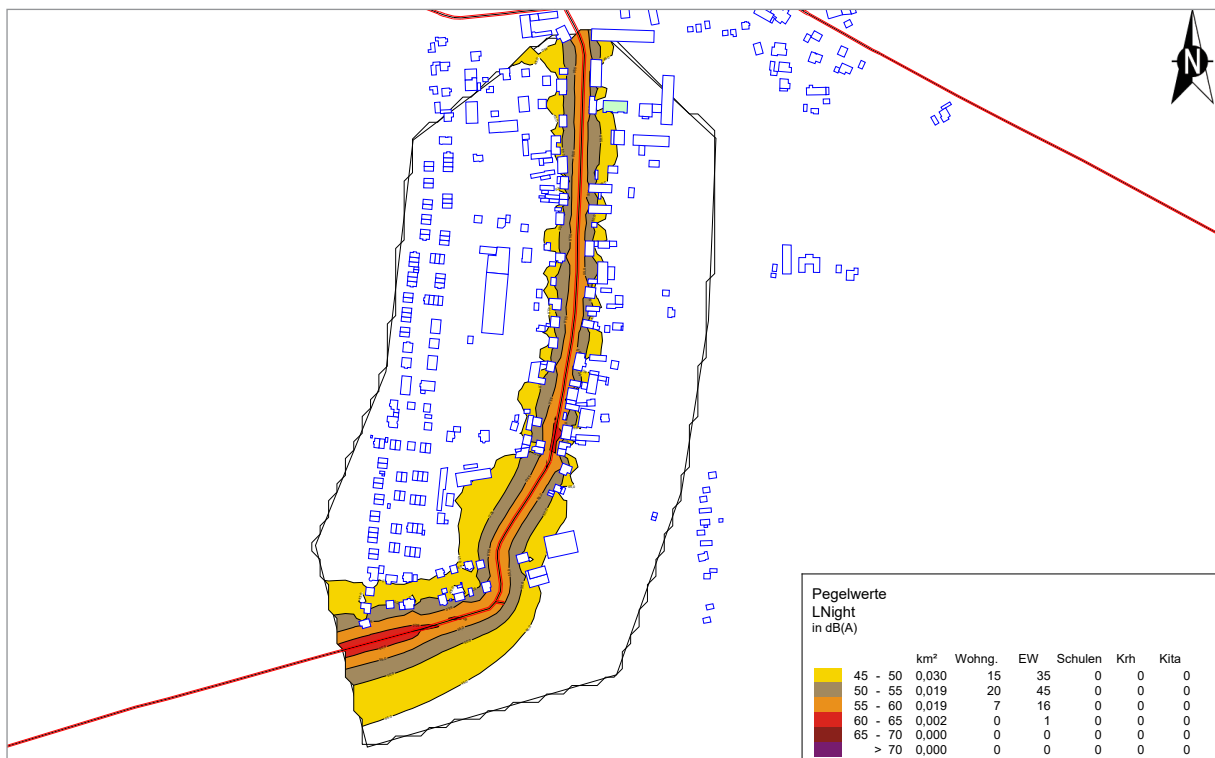 N
Pegelwerte
LNight
in dB(A)
km² Wohng. EW Schulen Krh Kita
45 - 50 0,030 15 35 0 0 0
50 - 55 0,019 20 45 0 0 0
55 - 60 0,019 7 16 0 0 0
60 - 65 0,002 0 1 0 0 0
65 - 70 0,000 0 0 0 0 0
> 70 0,000 0 0 0 0 0